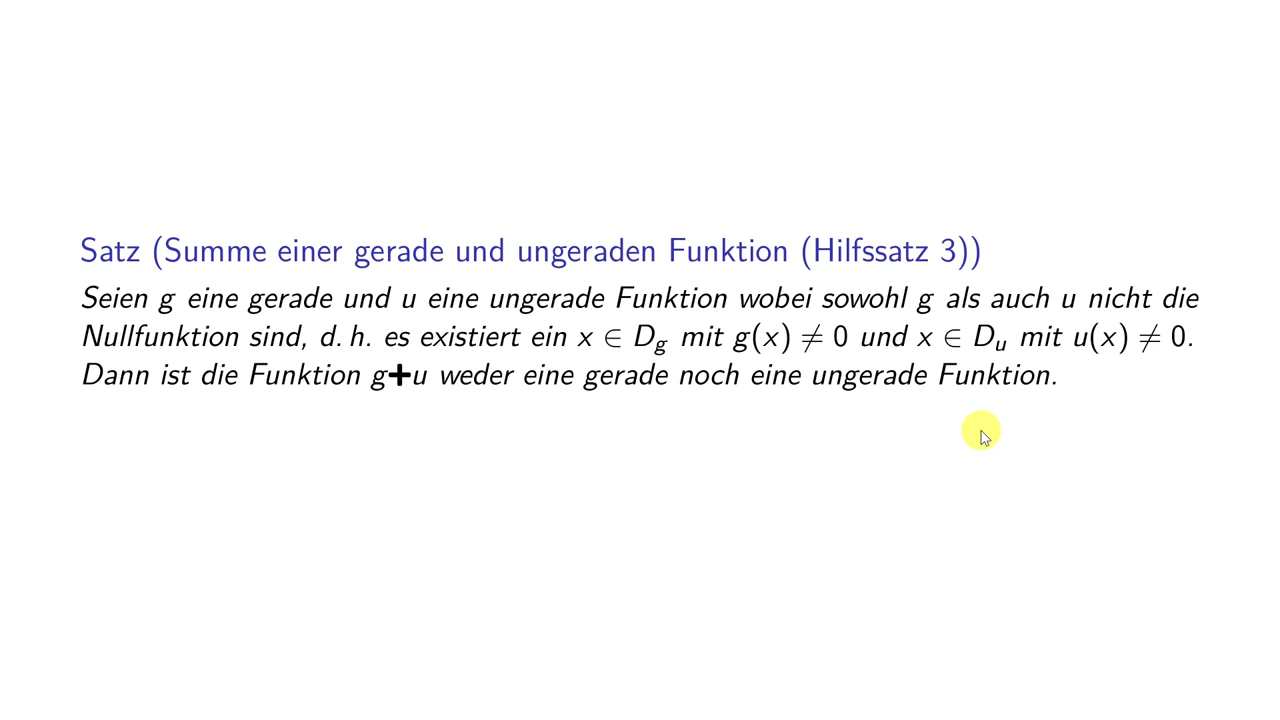 Satz (Summe einer gerade und ungeraden Funktion (Hilfssatz 3))
Seien g eine gerade und u eine ungerade Funktion wobei sowohl g als auch u nicht die
Nullfunktion sind, d. h. es existiert ein x ∈ D_g mit g(x) ≠ 0 und x ∈ D_u mit u(x) ≠ 0.
Dann ist die Funktion g+u weder eine gerade noch eine ungerade Funktion.